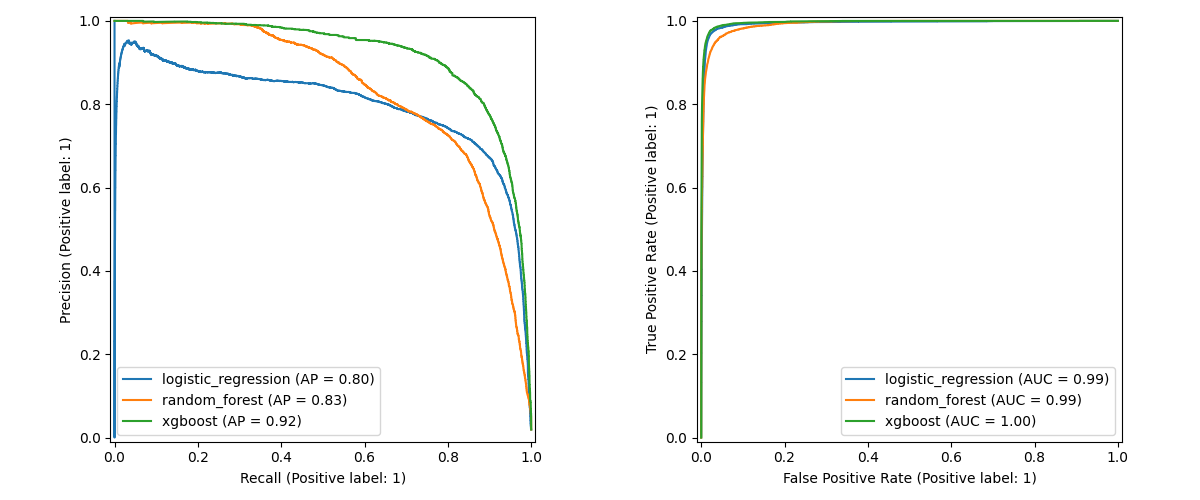 1.0
0.8
0.6
0.4
0.2
0.0
Precision (Positive label: 1)
logistic_regression (AP = 0.80)
random_forest (AP = 0.83)
xgboost (AP = 0.92)
0.0 0.2 0.4 0.6 0.8 1.0
Recall (Positive label: 1)
1.0
0.8
0.6
0.4
0.2
0.0
True Positive Rate (Positive label: 1)
logistic_regression (AUC = 0.99)
random_forest (AUC = 0.99)
xgboost (AUC = 1.00)
0.0 0.2 0.4 0.6 0.8 1.0
False Positive Rate (Positive label: 1)